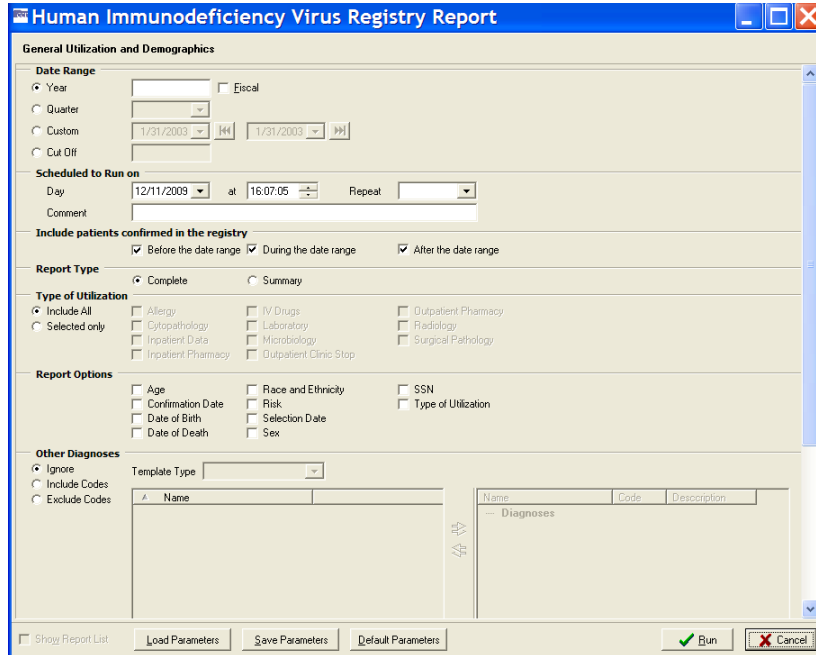 Human Immunodeficiency Virus Registry Report
General Utilization and Demographics
Date Range
Year Fiscal
Quarter
Custom 1/31/2003 1/31/2003
Cut Off
Scheduled to Run on
Day 12/11/2009 at 16:07:05 Repeat
Comment
Include patients confirmed in the registry
Before the date range During the date range After the date range
Report Type
Complete Summary
Type of Utilization
Include All Allergy IV Drugs Outpatient Pharmacy
Selected only Cytopathology Laboratory Radiology
Inpatient Data Microbiology Surgical Pathology
Inpatient Pharmacy Outpatient Clinic Stop
Report Options
Age Race and Ethnicity SSN
Confirmation Date Risk Type of Utilization
Date of Birth Selection Date
Date of Death Sex
Other Diagnoses
Ignore Template Type
Include Codes
Exclude Codes Name Name Code Desccription
Diagnoses
Show Report List Load Parameters Save Parameters Default Parameters Run Cancel